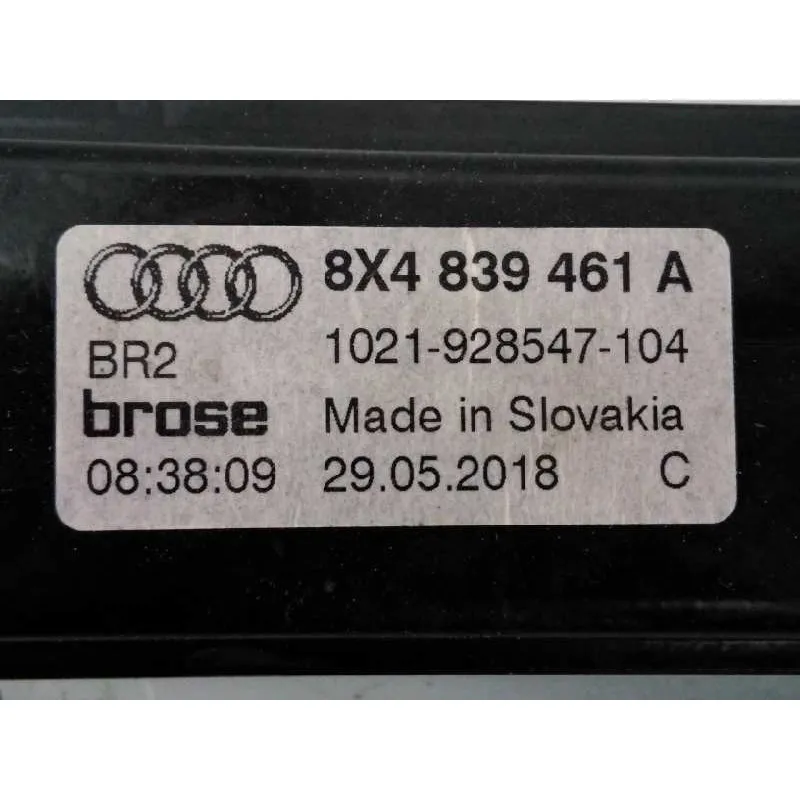 8X4 839 461 A
BR2 1021-928547-104
brose Made in Slovakia
08:38:09 29.05.2018 C